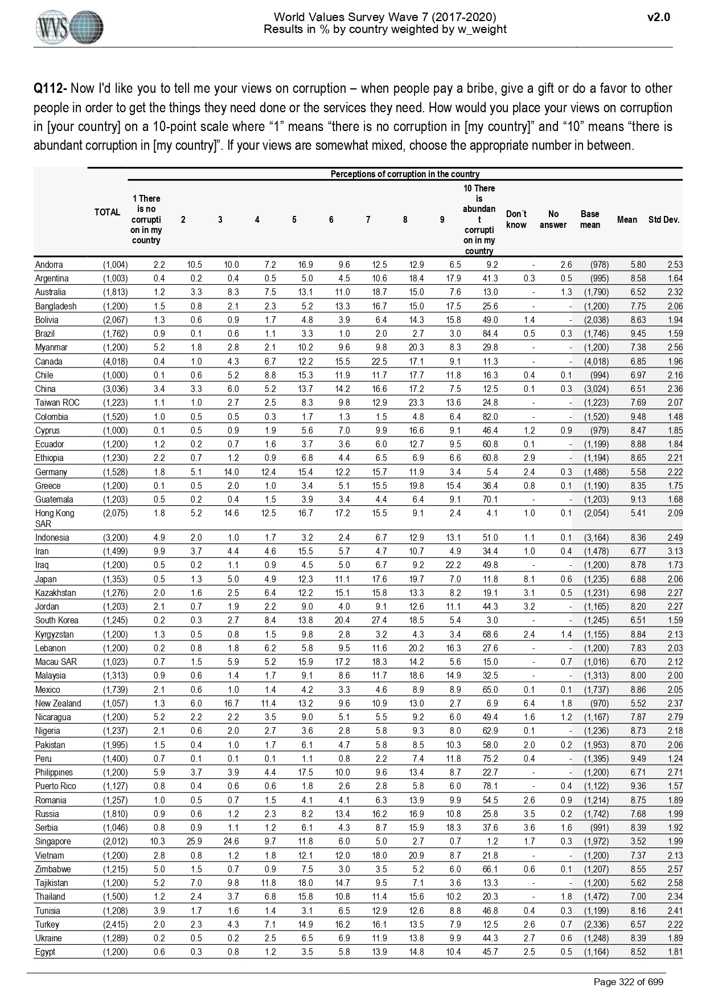 WVS
World Values Survey Wave 7 (2017-2020)
Results in % by country weighted by w_weight
v2.0
Q112- Now I'd like you to tell me your views on corruption – when people pay a bribe, give a gift or do a favor to other
people in order to get the things they need done or the services they need. How would you place your views on corruption
in [your country] on a 10-point scale where “1” means “there is no corruption in [my country]” and “10” means “there is
abundant corruption in [my country]”. If your views are somewhat mixed, choose the appropriate number in between.
Perceptions of corruption in the country
TOTAL 1 There is no corrupti on in my country 2 3 4 5 6 7 8 9 10 There is abundan t corrupti on in my country Don´t know No answer Base mean Mean Std Dev.
Andorra (1,004) 2.2 10.5 10.0 7.2 16.9 9.6 12.5 12.9 6.5 9.2 - 2.6 (978) 5.80 2.53
Argentina (1,003) 0.4 0.2 0.4 0.5 5.0 4.5 10.6 18.4 17.9 41.3 0.3 0.5 (995) 8.58 1.64
Australia (1,813) 1.2 3.3 8.3 7.5 13.1 11.0 18.7 15.0 7.6 13.0 - 1.3 (1,790) 6.52 2.32
Bangladesh (1,200) 1.5 0.8 2.1 2.3 5.2 13.3 16.7 15.0 17.5 25.6 - - (1,200) 7.75 2.06
Bolivia (2,067) 1.3 0.6 0.9 1.7 4.8 3.9 6.4 14.3 15.8 49.0 1.4 - (2,038) 8.63 1.94
Brazil (1,762) 0.9 0.1 0.6 1.1 3.3 1.0 2.0 2.7 3.0 84.4 0.5 0.3 (1,746) 9.45 1.59
Myanmar (1,200) 5.2 1.8 2.8 2.1 10.2 9.6 9.8 20.3 8.3 29.8 - - (1,200) 7.38 2.56
Canada (4,018) 0.4 1.0 4.3 6.7 12.2 15.5 22.5 17.1 9.1 11.3 - - (4,018) 6.85 1.96
Chile (1,000) 0.1 0.6 5.2 8.8 15.3 11.9 11.7 17.7 11.8 16.3 0.4 0.1 (994) 6.97 2.16
China (3,036) 3.4 3.3 6.0 5.2 13.7 14.2 16.6 17.2 7.5 12.5 0.1 0.3 (3,024) 6.51 2.36
Taiwan ROC (1,223) 1.1 1.0 2.7 2.5 8.3 9.8 12.9 23.3 13.6 24.8 - - (1,223) 7.69 2.07
Colombia (1,520) 1.0 0.5 0.5 0.3 1.7 1.3 1.5 4.8 6.4 82.0 - - (1,520) 9.48 1.48
Cyprus (1,000) 0.1 0.5 0.9 1.9 5.6 7.0 9.9 16.6 9.1 46.4 1.2 0.9 (979) 8.47 1.85
Ecuador (1,200) 1.2 0.2 0.7 1.6 3.7 3.6 6.0 12.7 9.5 60.8 0.1 - (1,199) 8.88 1.84
Ethiopia (1,230) 2.2 0.7 1.2 0.9 6.8 4.4 6.5 6.9 6.6 60.8 2.9 - (1,194) 8.65 2.21
Germany (1,528) 1.8 5.1 14.0 12.4 15.4 12.2 15.7 11.9 3.4 5.4 2.4 0.3 (1,488) 5.58 2.22
Greece (1,200) 0.1 0.5 2.0 1.0 3.4 5.1 15.5 19.8 15.4 36.4 0.8 0.1 (1,190) 8.35 1.75
Guatemala (1,203) 0.5 0.2 0.4 1.5 3.9 3.4 4.4 6.4 9.1 70.1 - - (1,203) 9.13 1.68
Hong Kong SAR (2,075) 1.8 5.2 14.6 12.5 16.7 17.2 15.5 9.1 2.4 4.1 1.0 0.1 (2,054) 5.41 2.09
Indonesia (3,200) 4.9 2.0 1.0 1.7 3.2 2.4 6.7 12.9 13.1 51.0 1.1 0.1 (3,164) 8.36 2.49
Iran (1,499) 9.9 3.7 4.4 4.6 15.5 5.7 4.7 10.7 4.9 34.4 1.0 0.4 (1,478) 6.77 3.13
Iraq (1,200) 0.5 0.2 1.1 0.9 4.5 5.0 6.7 9.2 22.2 49.8 - - (1,200) 8.78 1.73
Japan (1,353) 0.5 1.3 5.0 4.9 12.3 11.1 17.6 19.7 7.0 11.8 8.1 0.6 (1,235) 6.88 2.06
Kazakhstan (1,276) 2.0 1.6 2.5 6.4 12.2 15.1 15.8 13.3 8.2 19.1 3.1 0.5 (1,231) 6.98 2.27
Jordan (1,203) 2.1 0.7 1.9 2.2 9.0 4.0 9.1 12.6 11.1 44.3 3.2 - (1,165) 8.20 2.27
South Korea (1,245) 0.2 0.3 2.7 8.4 13.8 20.4 27.4 18.5 5.4 3.0 - - (1,245) 6.51 1.59
Kyrgyzstan (1,200) 1.3 0.5 0.8 1.5 9.8 2.8 3.2 4.3 3.4 68.6 2.4 1.4 (1,155) 8.84 2.13
Lebanon (1,200) 0.2 0.8 1.8 6.2 5.8 9.5 11.6 20.2 16.3 27.6 - - (1,200) 7.83 2.03
Macau SAR (1,023) 0.7 1.5 5.9 5.2 15.9 17.2 18.3 14.2 5.6 15.0 - 0.7 (1,016) 6.70 2.12
Malaysia (1,313) 0.9 0.6 1.4 1.7 9.1 8.6 11.7 18.6 14.9 32.5 - - (1,313) 8.00 2.00
Mexico (1,739) 2.1 0.6 1.0 1.4 4.2 3.3 4.6 8.9 8.9 65.0 0.1 0.1 (1,737) 8.86 2.05
New Zealand (1,057) 1.3 6.0 16.7 11.4 13.2 9.6 10.9 13.0 2.7 6.9 6.4 1.8 (970) 5.52 2.37
Nicaragua (1,200) 5.2 2.2 2.2 3.5 9.0 5.1 5.5 9.2 6.0 49.4 1.6 1.2 (1,167) 7.87 2.79
Nigeria (1,237) 2.1 0.6 2.0 2.7 3.6 2.8 5.8 9.3 8.0 62.9 0.1 - (1,236) 8.73 2.18
Pakistan (1,995) 1.5 0.4 1.0 1.7 6.1 4.7 5.8 8.5 10.3 58.0 2.0 0.2 (1,953) 8.70 2.06
Peru (1,400) 0.7 0.1 0.1 0.1 1.1 0.8 2.2 7.4 11.8 75.2 0.4 - (1,395) 9.49 1.24
Philippines (1,200) 5.9 3.7 3.9 4.4 17.5 10.0 9.6 13.4 8.7 22.7 - - (1,200) 6.71 2.71
Puerto Rico (1,127) 0.8 0.4 0.6 0.6 1.8 2.6 2.8 5.8 6.0 78.1 - 0.4 (1,122) 9.36 1.57
Romania (1,257) 1.0 0.5 0.7 1.5 4.1 4.1 6.3 13.9 9.9 54.5 2.6 0.9 (1,214) 8.75 1.89
Russia (1,810) 0.9 0.6 1.2 2.3 8.2 13.4 16.2 16.9 10.8 25.8 3.5 0.2 (1,742) 7.68 1.99
Serbia (1,046) 0.8 0.9 1.1 1.2 6.1 4.3 8.7 15.9 18.3 37.6 3.6 1.6 (991) 8.39 1.92
Singapore (2,012) 10.3 25.9 24.6 9.7 11.8 6.0 5.0 2.7 0.7 1.2 1.7 0.3 (1,972) 3.52 1.99
Vietnam (1,200) 2.8 0.8 1.2 1.8 12.1 12.0 18.0 20.9 8.7 21.8 - - (1,200) 7.37 2.13
Zimbabwe (1,215) 5.0 1.5 0.7 0.9 7.5 3.0 3.5 5.2 6.0 66.1 0.6 0.1 (1,207) 8.55 2.57
Tajikistan (1,200) 5.2 7.0 9.8 11.8 18.0 14.7 9.5 7.1 3.6 13.3 - - (1,200) 5.62 2.58
Thailand (1,500) 1.2 2.4 3.7 6.8 15.8 10.8 11.4 15.6 10.2 20.3 - 1.8 (1,472) 7.00 2.34
Tunisia (1,208) 3.9 1.7 1.6 1.4 3.1 6.5 12.9 12.6 8.8 46.8 0.4 0.3 (1,199) 8.16 2.41
Turkey (2,415) 2.0 2.3 4.3 7.1 14.9 16.2 16.1 13.5 7.9 12.5 2.6 0.7 (2,336) 6.57 2.22
Ukraine (1,289) 0.2 0.5 0.2 2.5 6.5 6.9 11.9 13.8 9.9 44.3 2.7 0.6 (1,248) 8.39 1.89
Egypt (1,200) 0.6 0.3 0.8 1.2 3.5 5.8 13.9 14.8 10.4 45.7 2.5 0.5 (1,164) 8.52 1.81
Page 322 of 699